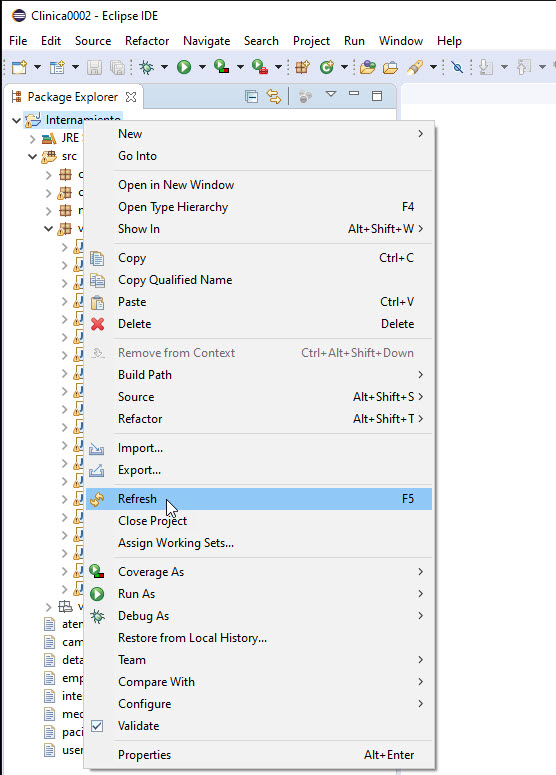 Clinica0002 - Eclipse IDE
File Edit Source Refactor Navigate Search Project Run Window Help
Package Explorer
Internamiento
JRE
src
New
Go Into
Open in New Window
Open Type Hierarchy F4
Show In Alt+Shift+W
Copy Ctrl+C
Copy Qualified Name
Paste Ctrl+V
Delete Delete
Remove from Context Ctrl+Alt+Shift+Down
Build Path
Source Alt+Shift+S
Refactor Alt+Shift+T
Import...
Export...
Refresh F5
Close Project
Assign Working Sets...
Coverage As
Run As
Debug As
Restore from Local History...
Team
Compare With
Configure
Validate
Properties Alt+Enter
aten
cam
deta
emp
inte
med
paci
user